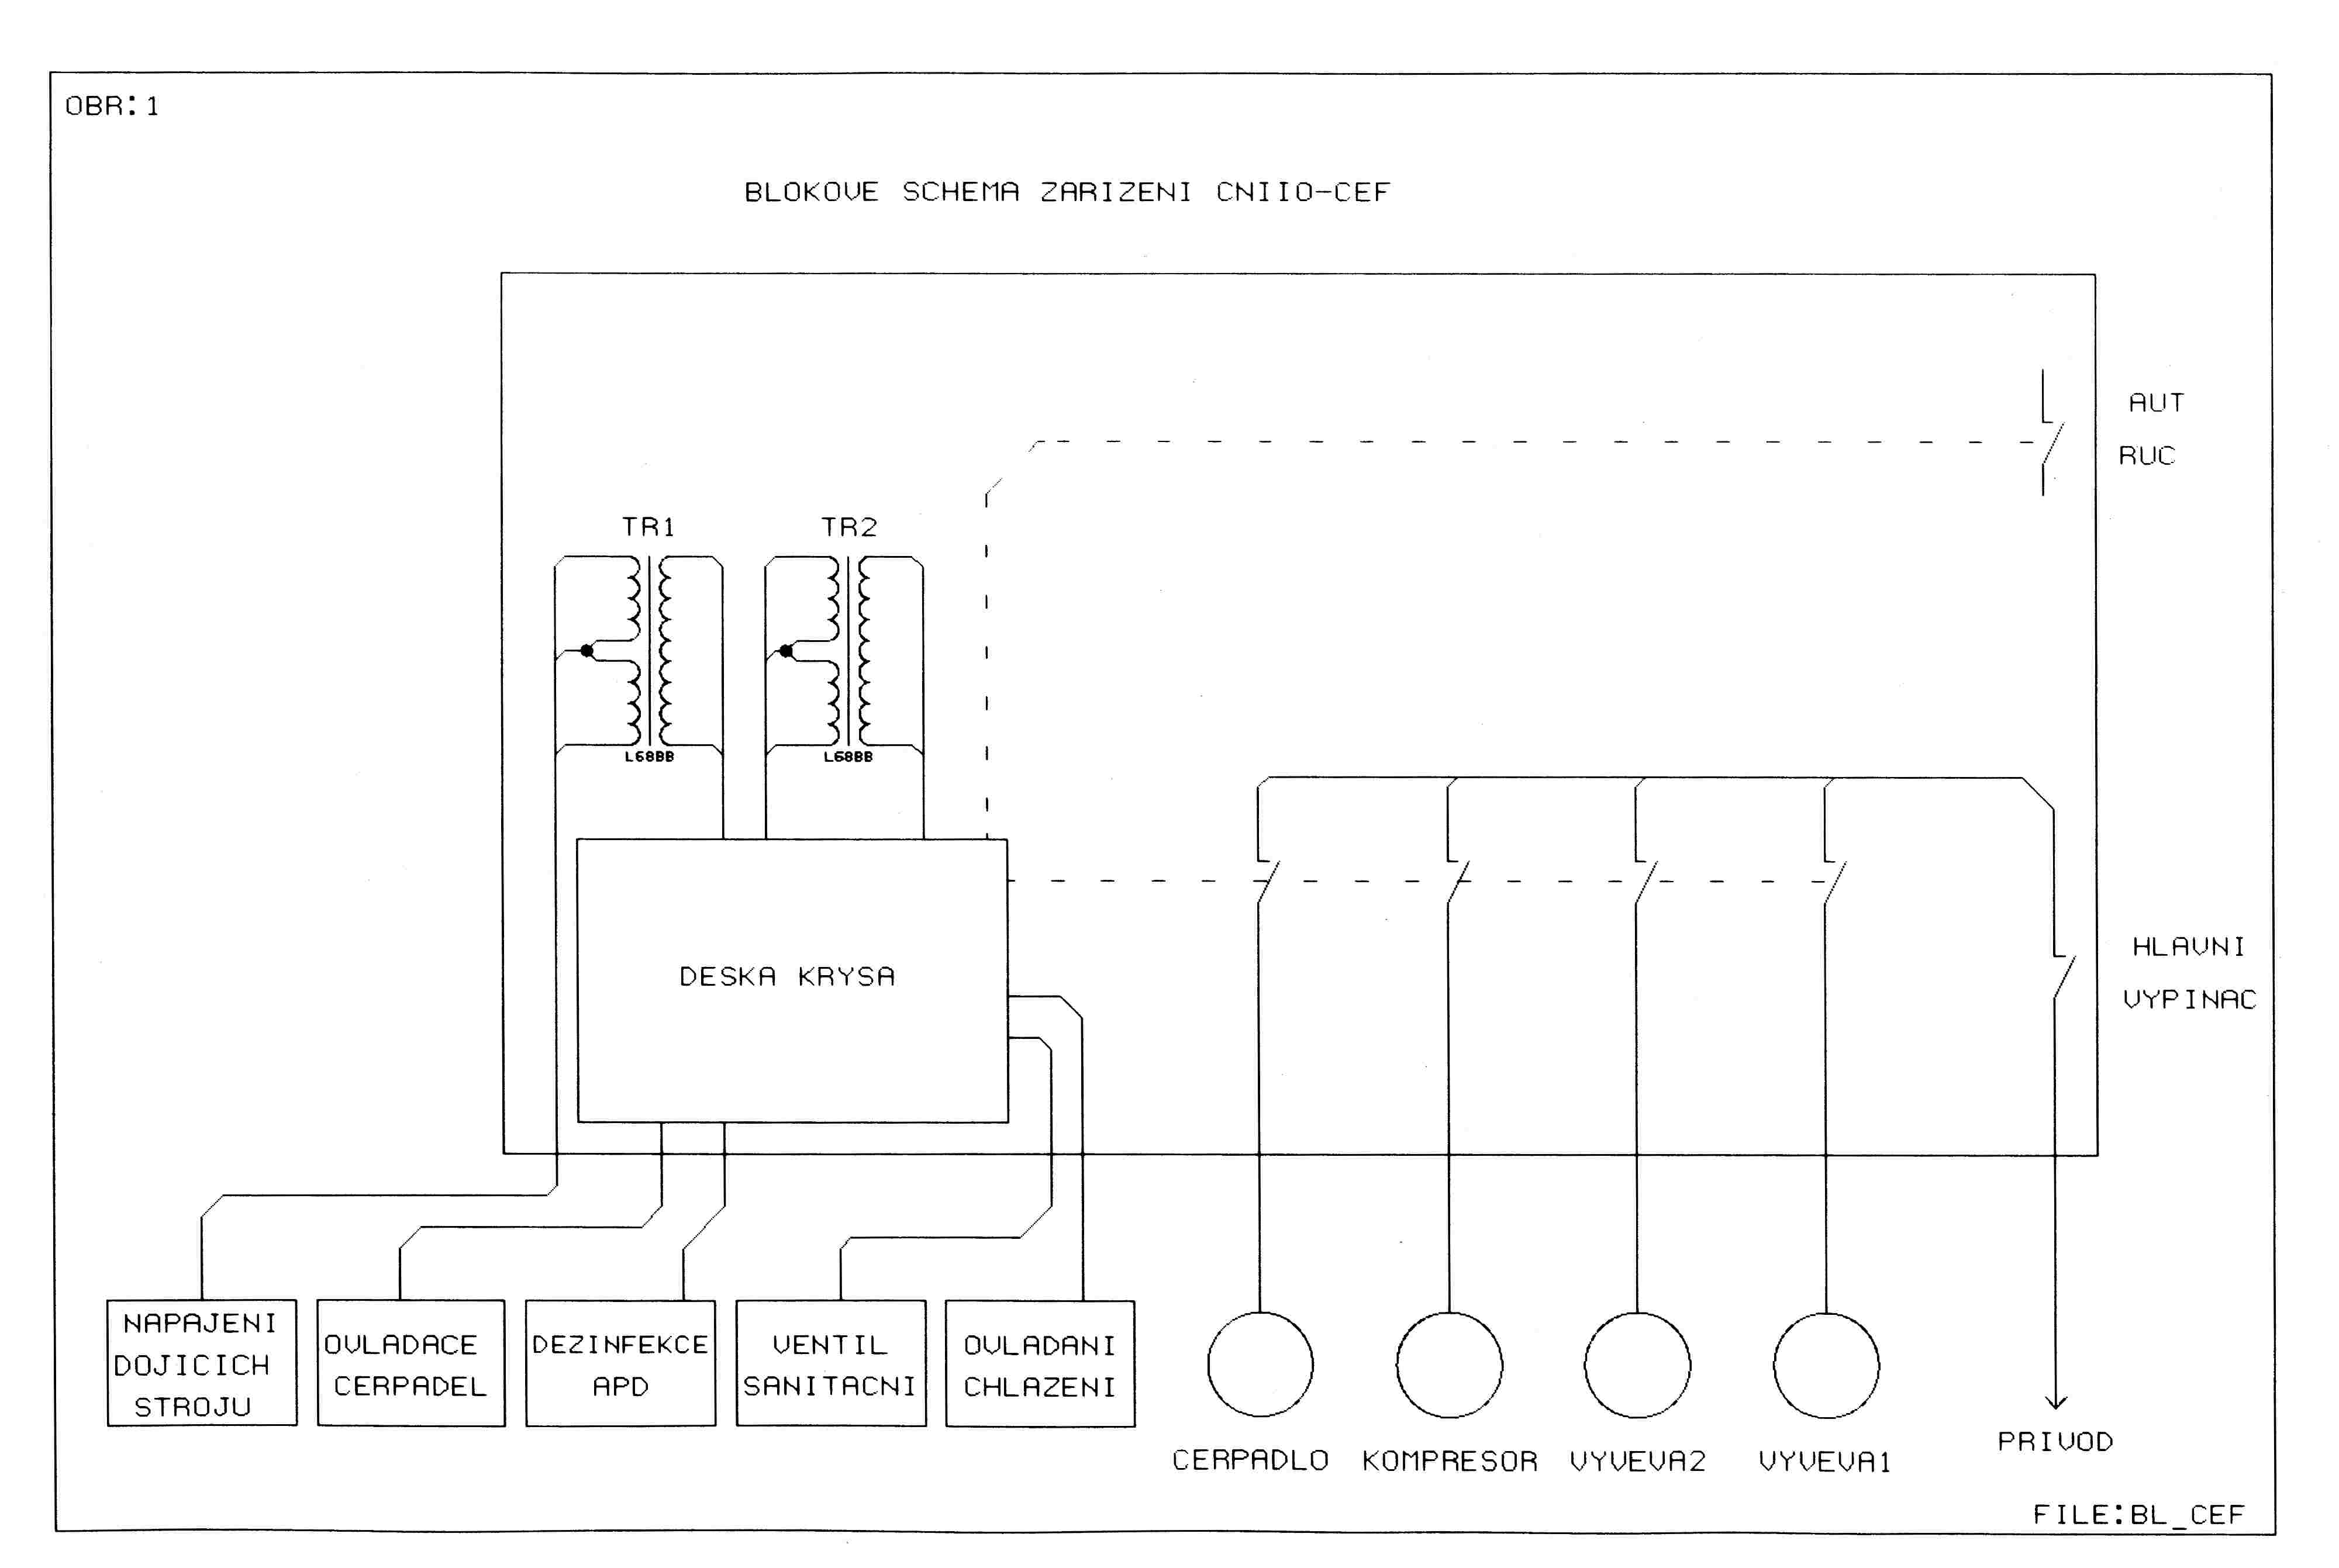 OBR:1
BLOKOVE SCHEMA ZARIZENI CNIIO-CEF
AUT
RUC
TR1
TR2
L68BB
L68BB
DESKA KRYSA
HLAVNI
VYPINAC
NAPAJENI
DOJICICH
STROJU
OVLADACE
CERPADEL
DEZINFEKCE
APD
VENTIL
SANITACNI
OVLADANI
CHLAZENI
CERPADLO
KOMPRESOR
VYVEVA2
VYVEVA1
PRIVOD
FILE:BL_CEF